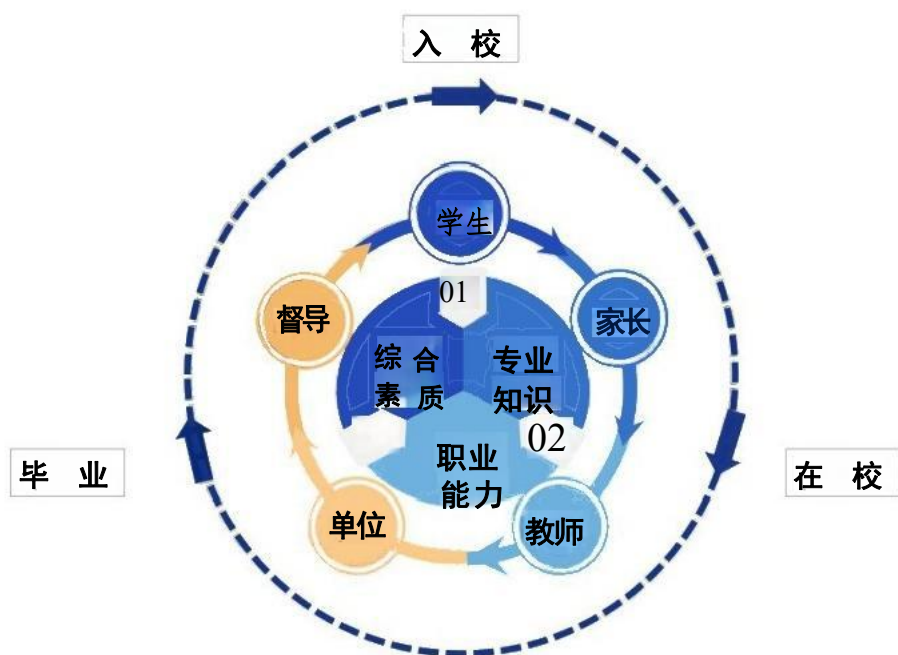 入 校
学生
01
督导
家长
综 合
素 质
专业
知识
02
职业
能力
毕 业
在 校
单位
教师